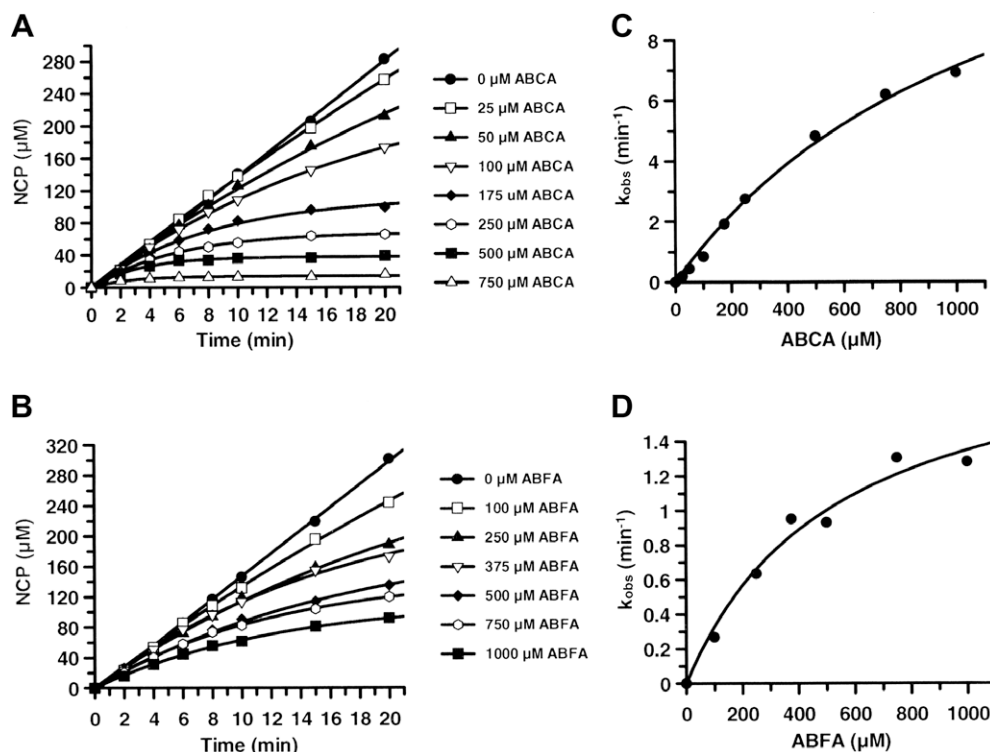 A
NCP (µM)
280
240
200
160
120
80
40
0
0 2 4 6 8 10 12 14 16 18 20
Time (min)
0 µM ABCA
25 µM ABCA
50 µM ABCA
100 µM ABCA
175 uM ABCA
250 µM ABCA
500 µM ABCA
750 µM ABCA
C
kobs (min-1)
8
6
4
2
0
0 200 400 600 800 1000
ABCA (µM)
B
NCP (µM)
320
280
240
200
160
120
80
40
0
0 2 4 6 8 10 12 14 16 18 20
Time (min)
0 µM ABFA
100 µM ABFA
250 µM ABFA
375 µM ABFA
500 µM ABFA
750 µM ABFA
1000 µM ABFA
D
kobs (min-1)
1.4
1.2
1
0.8
0.6
0.4
0.2
0
0 200 400 600 800 1000
ABFA (µM)